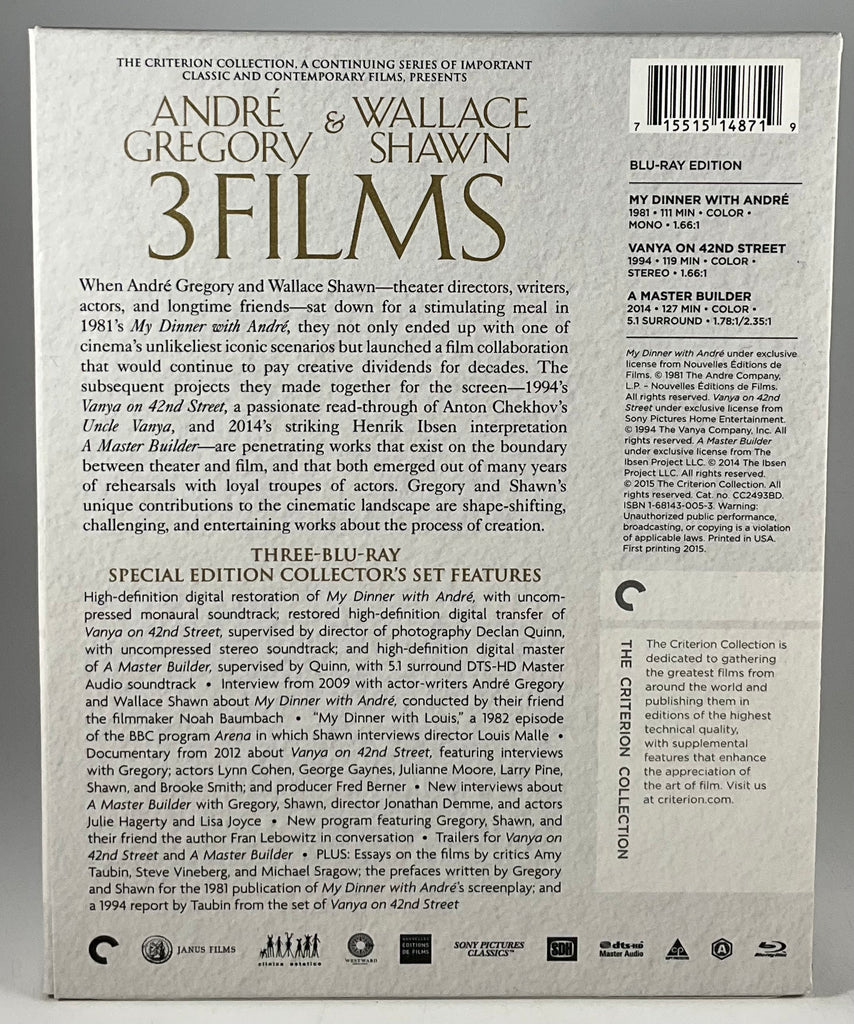 THE CRITERION COLLECTION, A CONTINUING SERIES OF IMPORTANT
CLASSIC AND CONTEMPORARY FILMS, PRESENTS
ANDRÉ GREGORY & WALLACE SHAWN
3 FILMS
When André Gregory and Wallace Shawn—theater directors, writers,
actors, and longtime friends—sat down for a stimulating meal in
1981's My Dinner with André, they not only ended up with one of
cinema's unlikeliest iconic scenarios but launched a film collaboration
that would continue to pay creative dividends for decades. The
subsequent projects they made together for the screen—1994's
Vanya on 42nd Street, a passionate read-through of Anton Chekhov's
Uncle Vanya, and 2014's striking Henrik Ibsen interpretation
A Master Builder—are penetrating works that exist on the boundary
between theater and film, and that both emerged out of many years
of rehearsals with loyal troupes of actors. Gregory and Shawn's
unique contributions to the cinematic landscape are shape-shifting,
challenging, and entertaining works about the process of creation.
THREE-BLU-RAY
SPECIAL EDITION COLLECTOR'S SET FEATURES
High-definition digital restoration of My Dinner with André, with uncom-
pressed monaural soundtrack; restored high-definition digital transfer of
Vanya on 42nd Street, supervised by director of photography Declan Quinn,
with uncompressed stereo soundtrack; and high-definition digital master
of A Master Builder, supervised by Quinn, with 5.1 surround DTS-HD Master
Audio soundtrack • Interview from 2009 with actor-writers André Gregory
and Wallace Shawn about My Dinner with André, conducted by their friend
the filmmaker Noah Baumbach • "My Dinner with Louis," a 1982 episode
of the BBC program Arena in which Shawn interviews director Louis Malle •
Documentary from 2012 about Vanya on 42nd Street, featuring interviews
with Gregory; actors Lynn Cohen, George Gaynes, Julianne Moore, Larry Pine,
Shawn, and Brooke Smith; and producer Fred Berner • New interviews about
A Master Builder with Gregory, Shawn, director Jonathan Demme, and actors
Julie Hagerty and Lisa Joyce • New program featuring Gregory, Shawn, and
their friend the author Fran Lebowitz in conversation • Trailers for Vanya on
42nd Street and A Master Builder • PLUS: Essays on the films by critics Amy
Taubin, Steve Vineberg, and Michael Sragow; the prefaces written by Gregory
and Shawn for the 1981 publication of My Dinner with André's screenplay; and
a 1994 report by Taubin from the set of Vanya on 42nd Street
7 15515 14871 9
BLU-RAY EDITION
MY DINNER WITH ANDRÉ
1981 • 111 MIN • COLOR •
MONO • 1.66:1
VANYA ON 42ND STREET
1994 • 119 MIN • COLOR •
STEREO • 1.66:1
A MASTER BUILDER
2014 • 127 MIN • COLOR •
5.1 SURROUND • 1.78:1/2.35:1
My Dinner with André under exclusive
license from Nouvelles Éditions de
Films. © 1981 The Andre Company,
L.P. – Nouvelles Éditions de Films.
All rights reserved. Vanya on 42nd
Street under exclusive license from
Sony Pictures Home Entertainment.
© 1994 The Vanya Company, Inc. All
rights reserved. A Master Builder
under exclusive license from The
Ibsen Project LLC. © 2014 The Ibsen
Project LLC. All rights reserved.
© 2015 The Criterion Collection. All
rights reserved. Cat. no. CC2493BD.
ISBN 1-68143-005-3. Warning:
Unauthorized public performance,
broadcasting, or copying is a violation
of applicable laws. Printed in USA.
First printing 2015.
THE CRITERION COLLECTION
The Criterion Collection is
dedicated to gathering
the greatest films from
around the world and
publishing them in
editions of the highest
technical quality,
with supplemental
features that enhance
the appreciation of
the art of film. Visit us
at criterion.com.
JANUS FILMS
clinica estetico
WESTWARD
NOUVELLES ÉDITIONS DE FILMS
SONY PICTURES CLASSICS™
SDH
dts-HD Master Audio
A
Blu-ray Disc